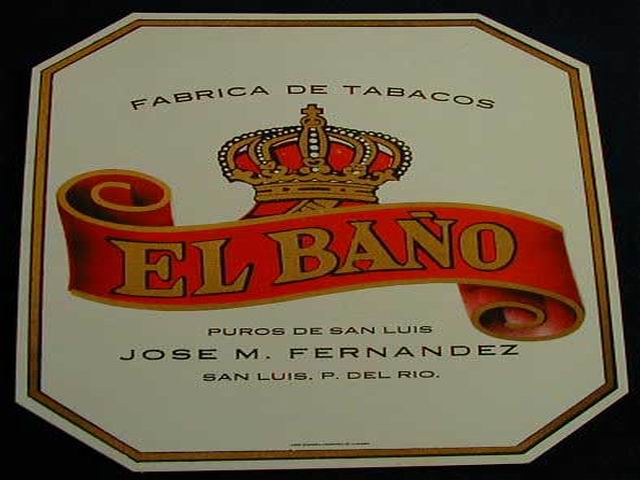 FABRICA DE TABACOS
EL BAÑO
PUROS DE SAN LUIS
JOSE M. FERNANDEZ
SAN LUIS. P. DEL RIO.